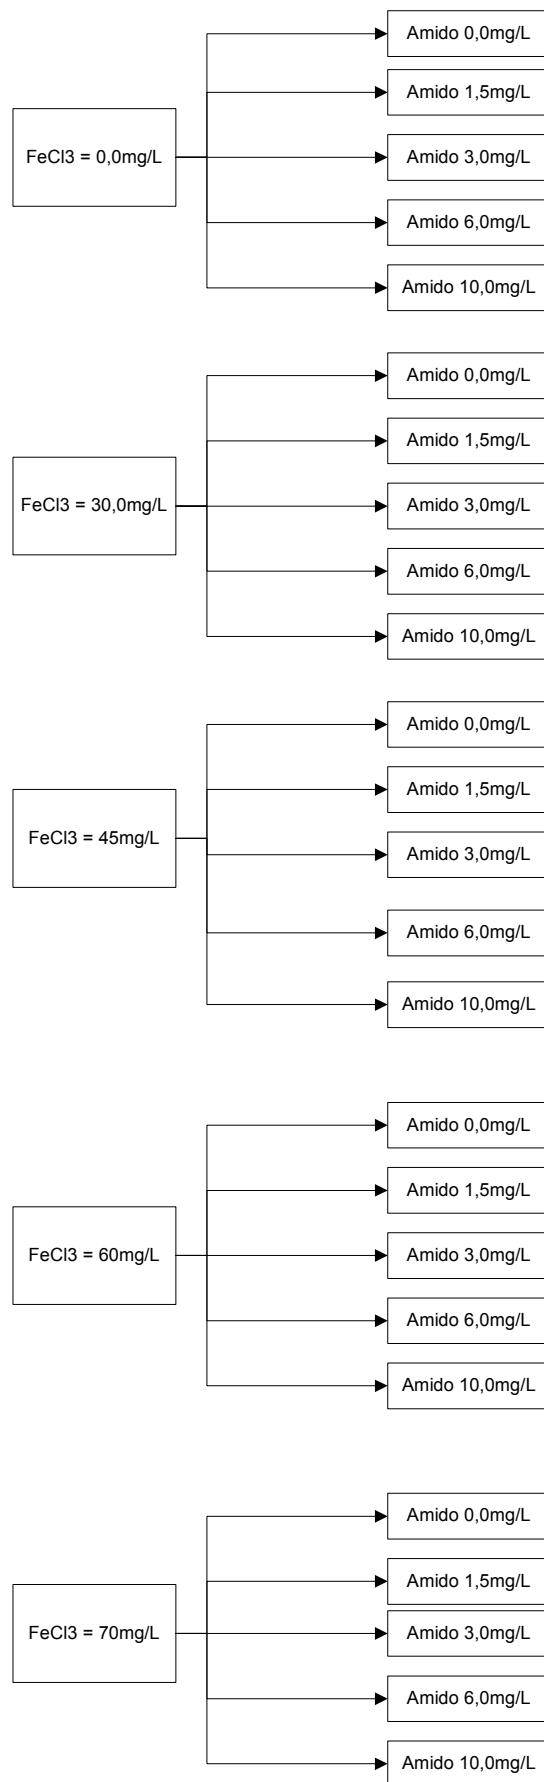 FeCl3 = 0,0mg/L
Amido 0,0mg/L
Amido 1,5mg/L
Amido 3,0mg/L
Amido 6,0mg/L
Amido 10,0mg/L
FeCl3 = 30,0mg/L
Amido 0,0mg/L
Amido 1,5mg/L
Amido 3,0mg/L
Amido 6,0mg/L
Amido 10,0mg/L
FeCl3 = 45mg/L
Amido 0,0mg/L
Amido 1,5mg/L
Amido 3,0mg/L
Amido 6,0mg/L
Amido 10,0mg/L
FeCl3 = 60mg/L
Amido 0,0mg/L
Amido 1,5mg/L
Amido 3,0mg/L
Amido 6,0mg/L
Amido 10,0mg/L
FeCl3 = 70mg/L
Amido 0,0mg/L
Amido 1,5mg/L
Amido 3,0mg/L
Amido 6,0mg/L
Amido 10,0mg/L